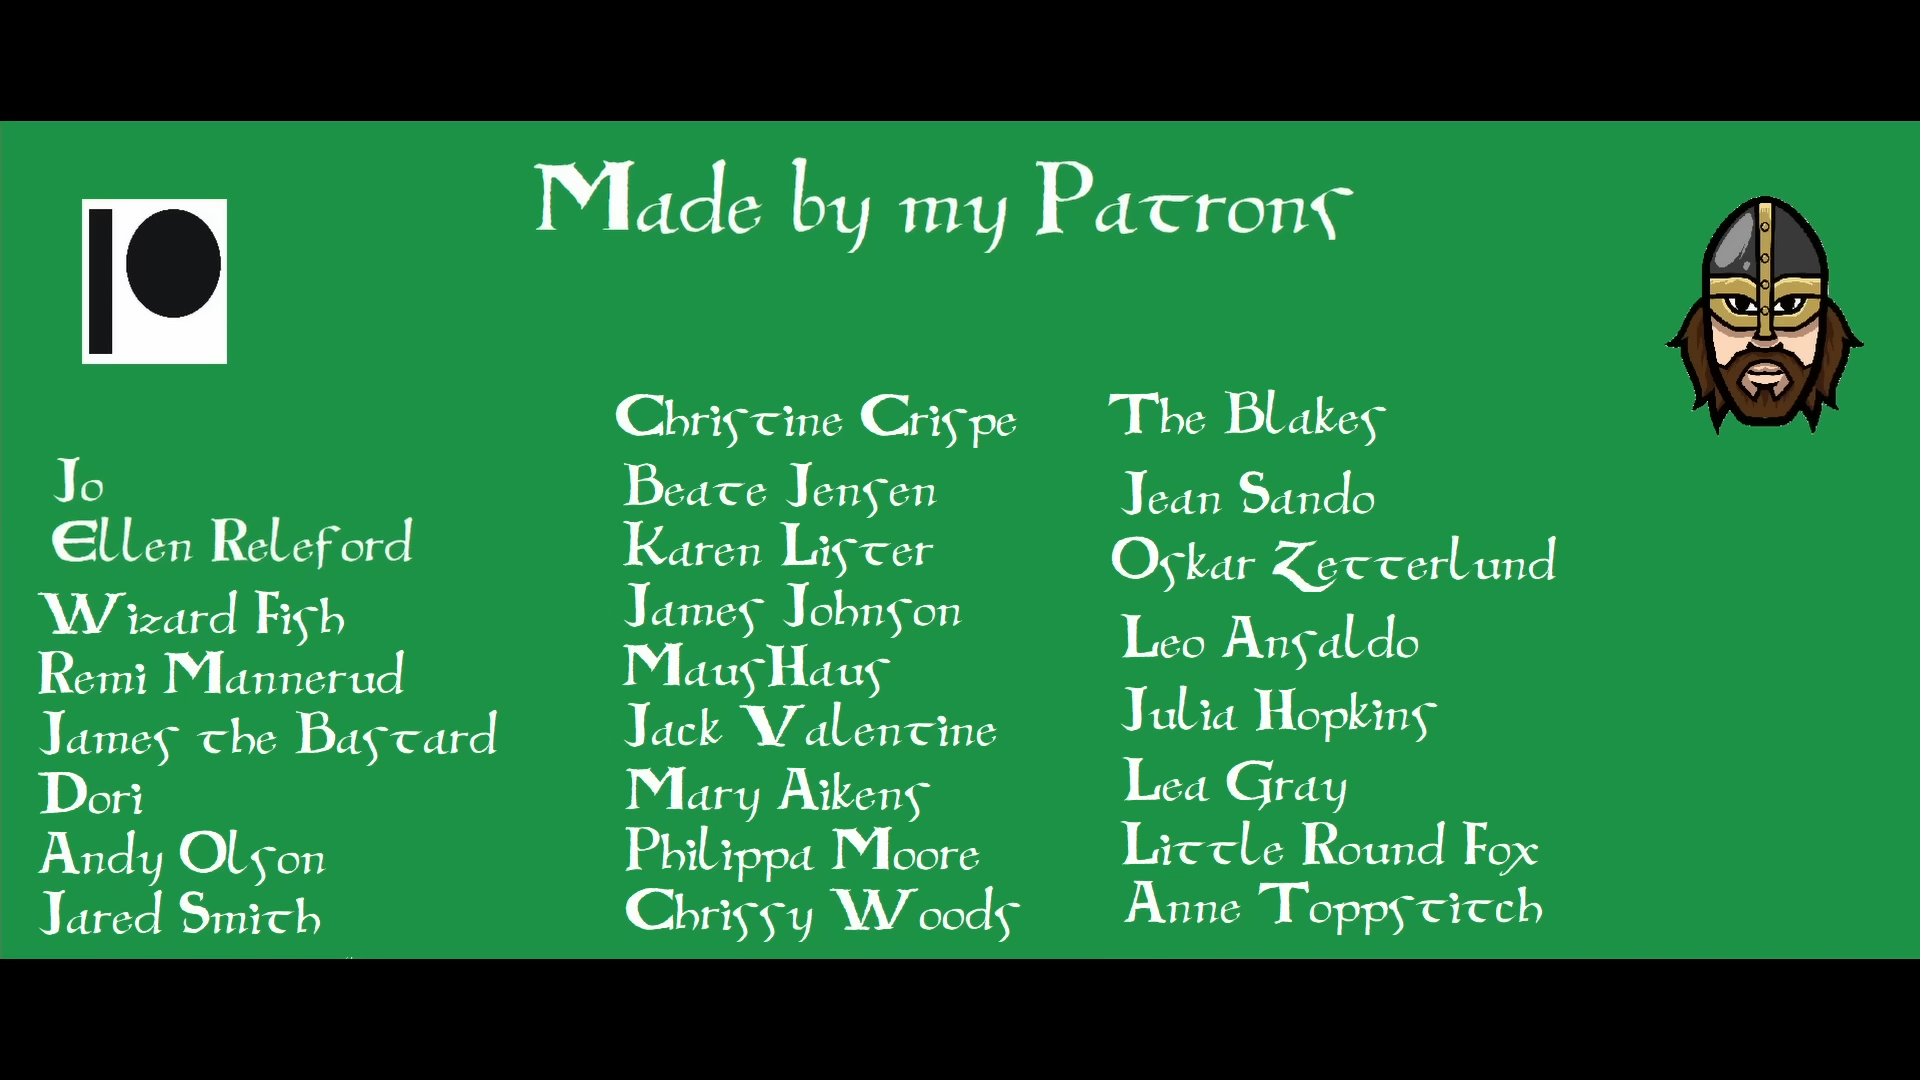 Made by my Patrons
Jo
Ellen Releford
Wizard Fish
Remi Mannerud
James the Bastard
Dori
Andy Olson
Jared Smith
Christine Crispe
Beate Jensen
Karen Lister
James Johnson
MausHaus
Jack Valentine
Mary Aikens
Philippa Moore
Chrissy Woods
The Blakes
Jean Sando
Oskar Zetterlund
Leo Ansaldo
Julia Hopkins
Lea Gray
Little Round Fox
Anne Toppstitch